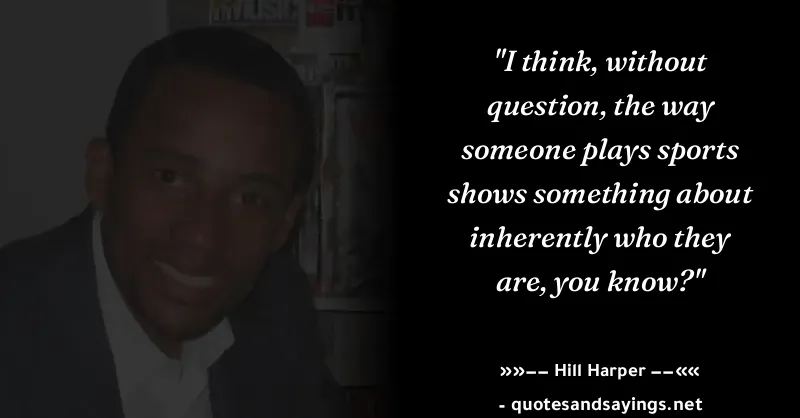 "I think, without
question, the way
someone plays sports
shows something about
inherently who they
are, you know?"
»»−− Hill Harper −−««
- quotesandsayings.net